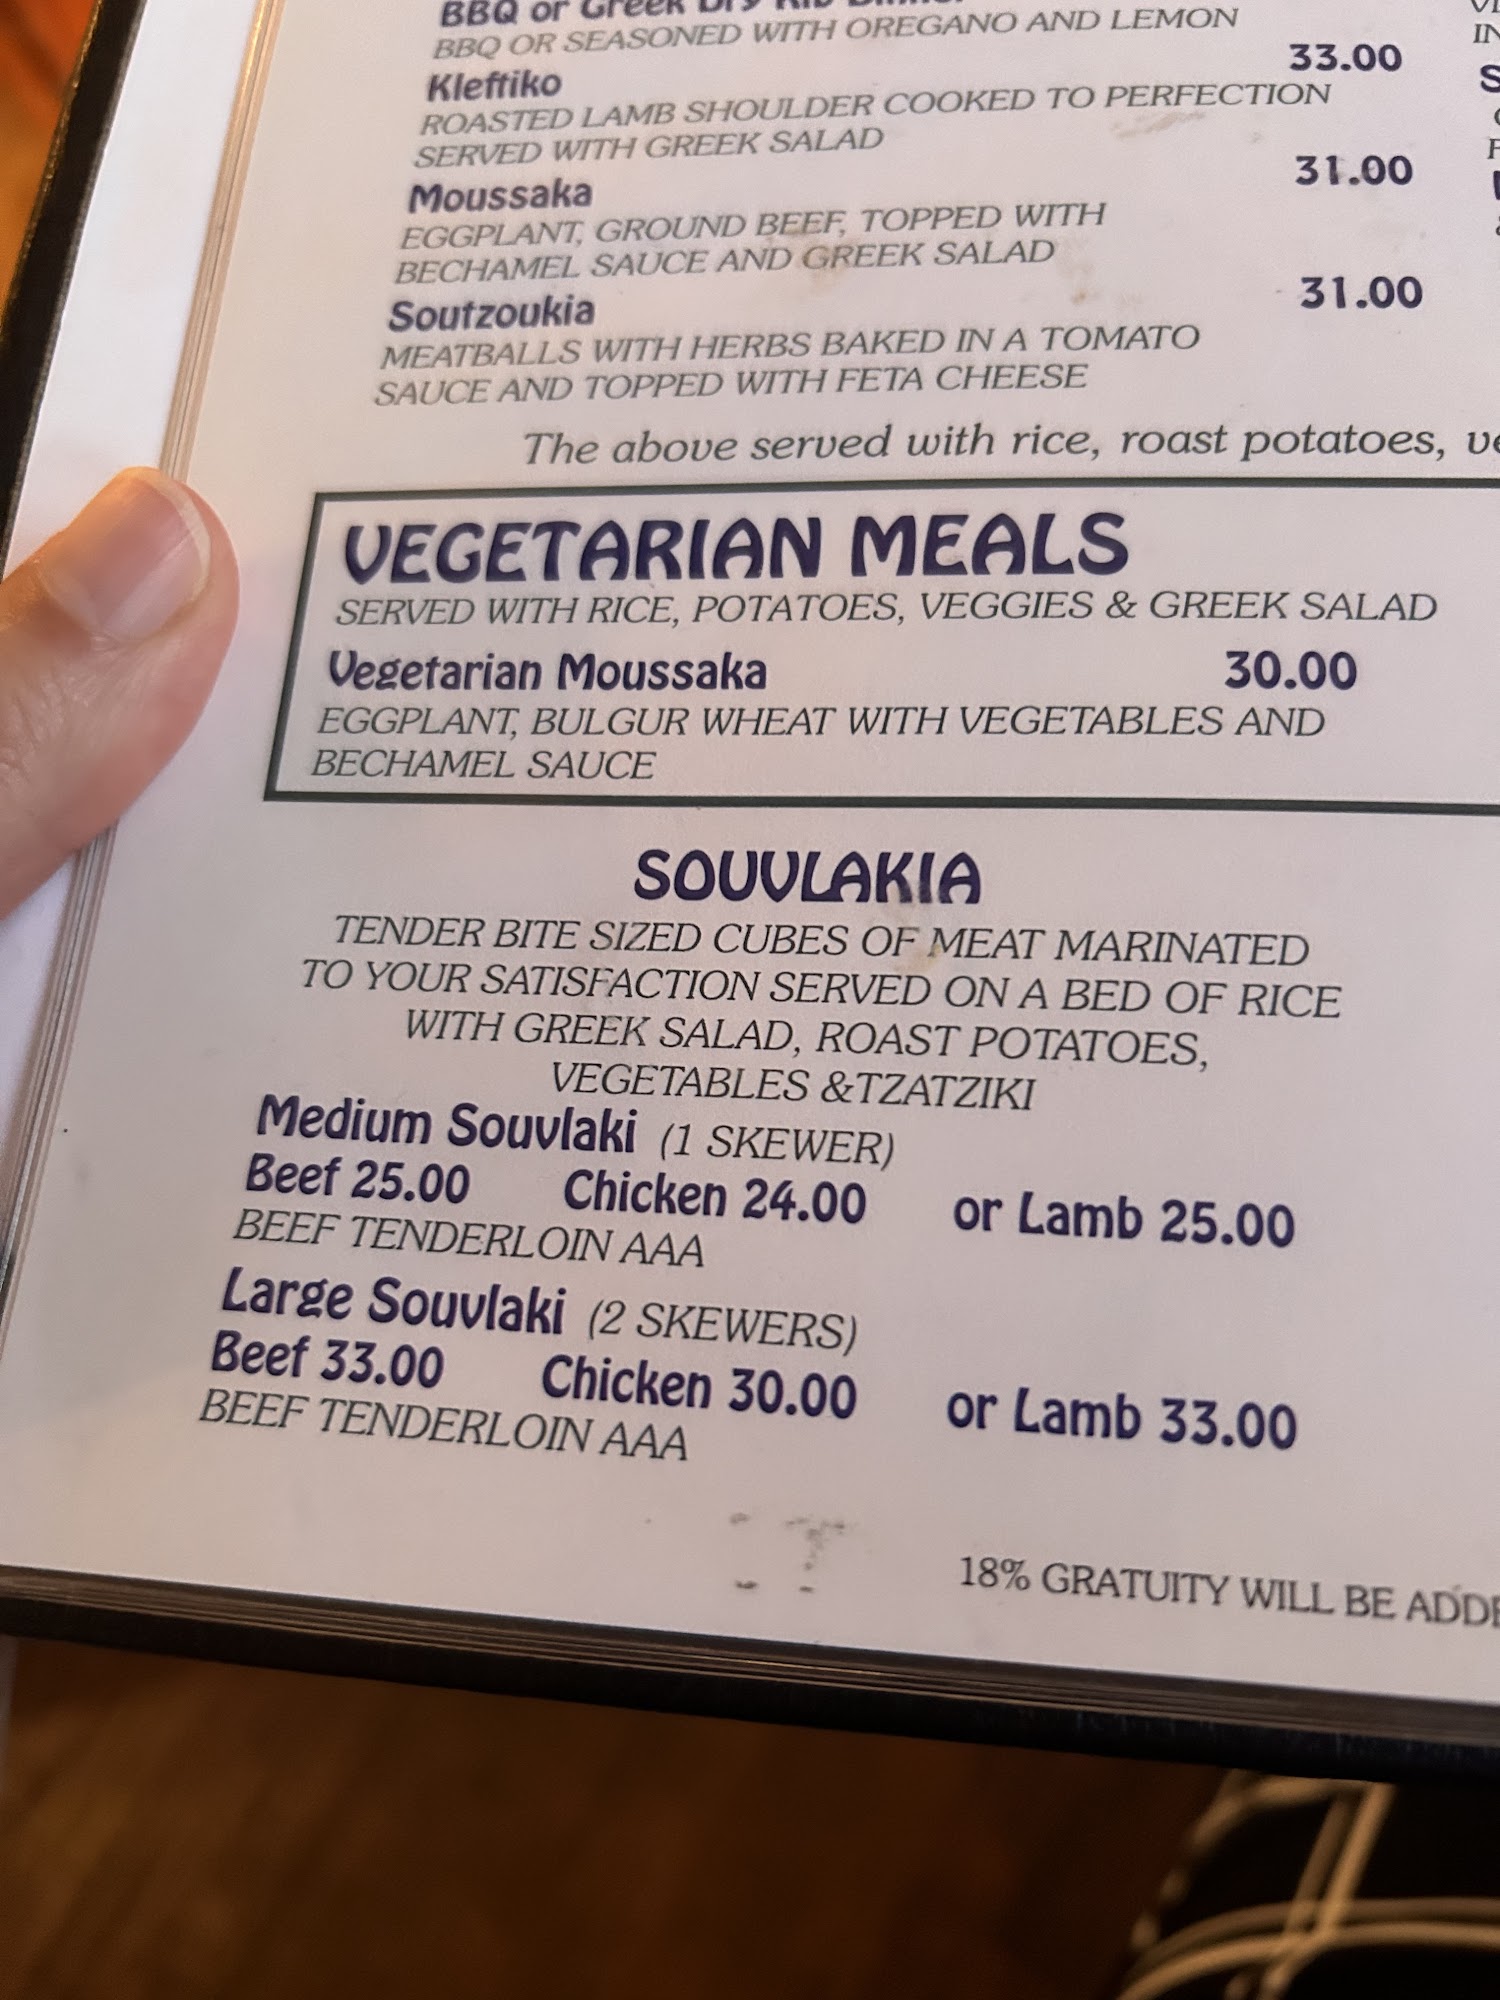 BBQ or Greek Dry Rib Dinner
BBQ OR SEASONED WITH OREGANO AND LEMON
Kleftiko 33.00
ROASTED LAMB SHOULDER COOKED TO PERFECTION
SERVED WITH GREEK SALAD
Moussaka 31.00
EGGPLANT, GROUND BEEF, TOPPED WITH
BECHAMEL SAUCE AND GREEK SALAD
Soutzoukia 31.00
MEATBALLS WITH HERBS BAKED IN A TOMATO
SAUCE AND TOPPED WITH FETA CHEESE
The above served with rice, roast potatoes,
VEGETARIAN MEALS
SERVED WITH RICE, POTATOES, VEGGIES & GREEK SALAD
Vegetarian Moussaka 30.00
EGGPLANT, BULGUR WHEAT WITH VEGETABLES AND
BECHAMEL SAUCE
SOUVLAKIA
TENDER BITE SIZED CUBES OF MEAT MARINATED
TO YOUR SATISFACTION SERVED ON A BED OF RICE
WITH GREEK SALAD, ROAST POTATOES,
VEGETABLES &TZATZIKI
Medium Souvlaki (1 SKEWER)
Beef 25.00 Chicken 24.00 or Lamb 25.00
BEEF TENDERLOIN AAA
Large Souvlaki (2 SKEWERS)
Beef 33.00 Chicken 30.00 or Lamb 33.00
BEEF TENDERLOIN AAA
18% GRATUITY WILL BE